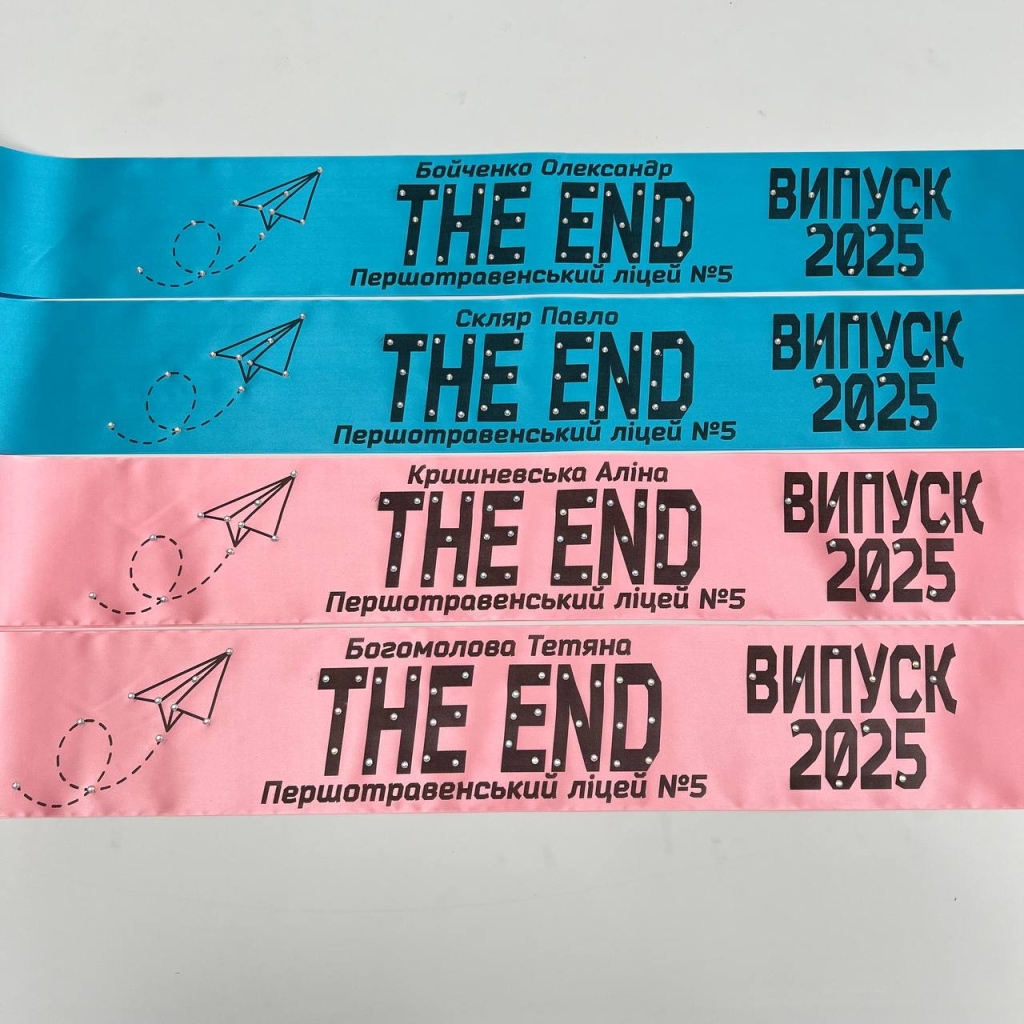 Бойченко Олександр
THE END
Першотравенський ліцей №5
ВИПУСК
2025
Скляр Павло
THE END
Першотравенський ліцей №5
ВИПУСК
2025
Кришневська Аліна
THE END
Першотравенський ліцей №5
ВИПУСК
2025
Богомолова Тетяна
THE END
Першотравенський ліцей №5
ВИПУСК
2025